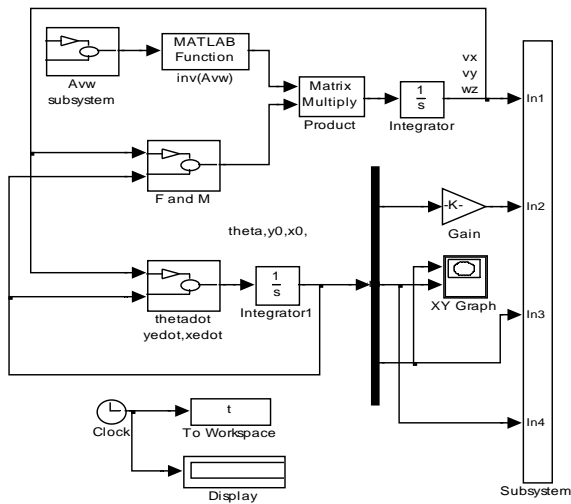 MATLAB
Function
inv(Avw)
Avw
subsystem
Matrix
Multiply
Product
1
s
Integrator
vx
vy
wz
In1
F and M
theta,y0,x0,
-K-
Gain
In2
thetadot
yedot,xedot
1
s
Integrator1
XY Graph
In3
Clock
t
To Workspace
In4
Display
Subsystem